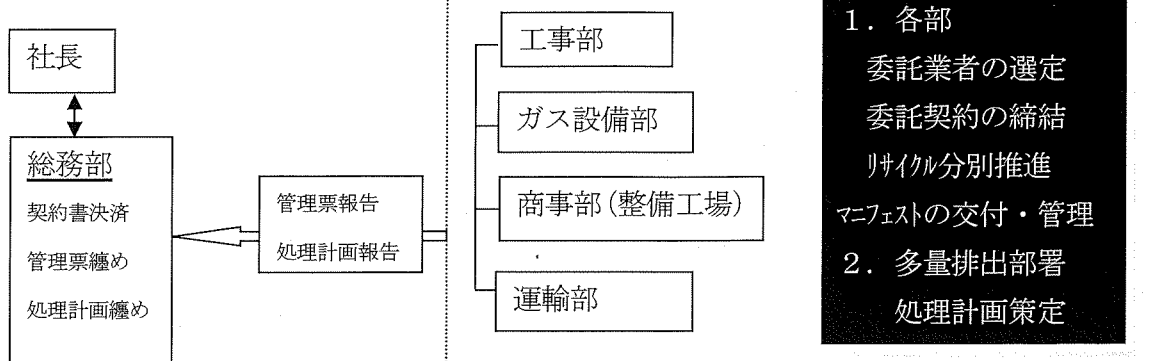 社長
総務部
契約書決済
管理票纏め
処理計画纏め
管理票報告
処理計画報告
工事部
ガス設備部
商事部(整備工場)
運輸部
１．各部
委託業者の選定
委託契約の締結
ﾘｻｲｸﾙ分別推進
ﾏﾆﾌｪｽﾄの交付・管理
２．多量排出部署
処理計画策定